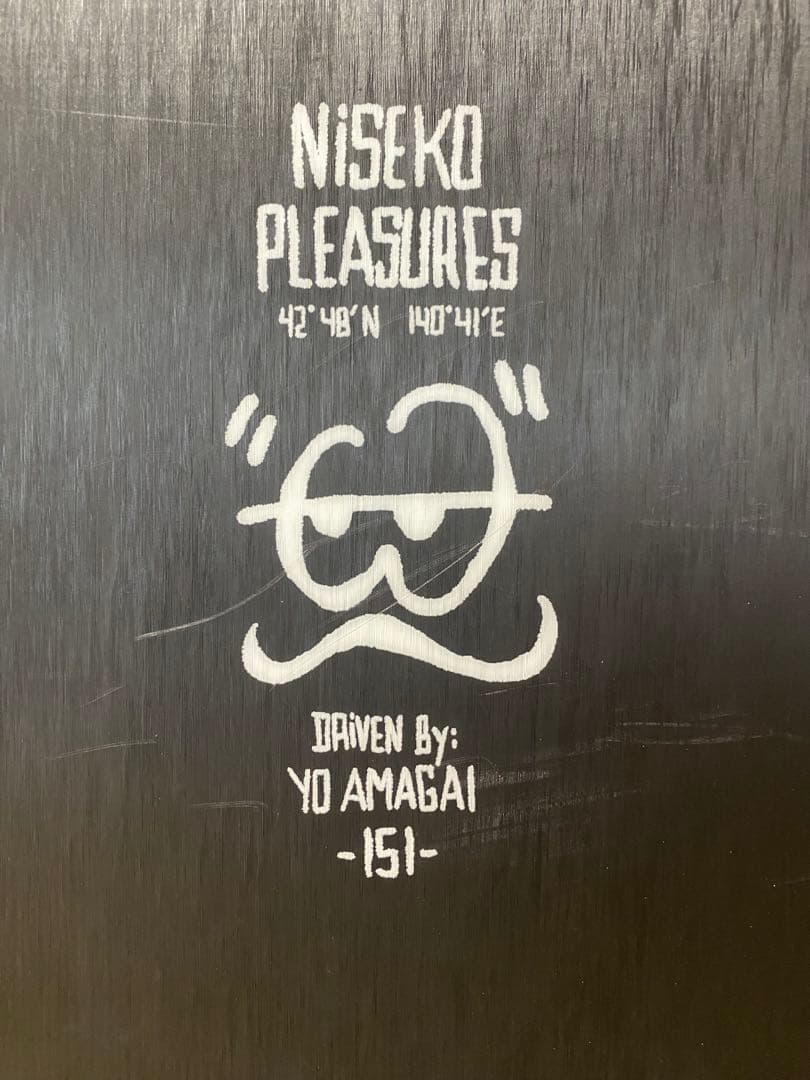 NiSEKO
PLEASURES
42°48'N 140°41'E
DRiVEN By:
YO AMAGAI
-151-